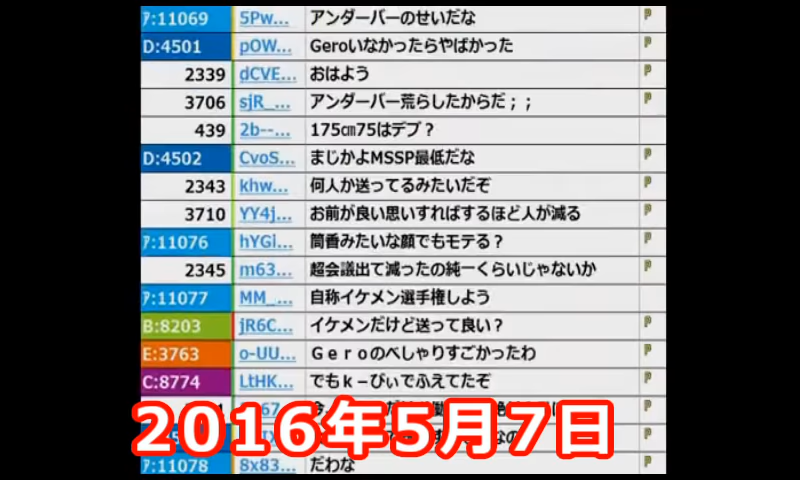 ｱ:11069 5Pw... アンダーバーのせいだな P
D:4501 pOW... Geroいなかったらやばかった P
2339 dCVE... おはよう P
3706 sjR_... アンダーバー荒らしたからだ；； P
439 2b--... 175㎝75はデブ？
D:4502 CvoS... まじかよMSSP最低だな P
2343 khw... 何人か送ってるみたいだぞ P
3710 YY4j... お前が良い思いすればするほど人が減る P
ｱ:11076 hYGi... 筒香みたいな顔でもモテる？ P
2345 m63... 超会議出て減ったの純一くらいじゃないか P
ｱ:11077 MM_... 自称イケメン選手権しよう
B:8203 jR6C... イケメンだけど送って良い？ P
E:3763 o-UU... Ｇｅｒｏのべしゃりすごかったわ P
C:8774 LtHK... でもｋ－びぃでふえてたぞ P
2016年5月7日
ｱ:11078 8x83... だわな P